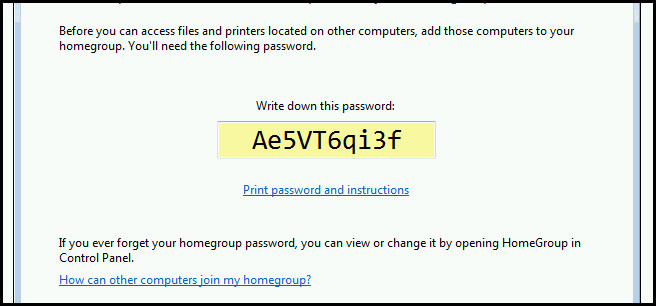 Before you can access files and printers located on other computers, add those computers to your
homegroup. You'll need the following password.
Write down this password:
Ae5VT6qi3f
Print password and instructions
If you ever forget your homegroup password, you can view or change it by opening HomeGroup in
Control Panel.
How can other computers join my homegroup?